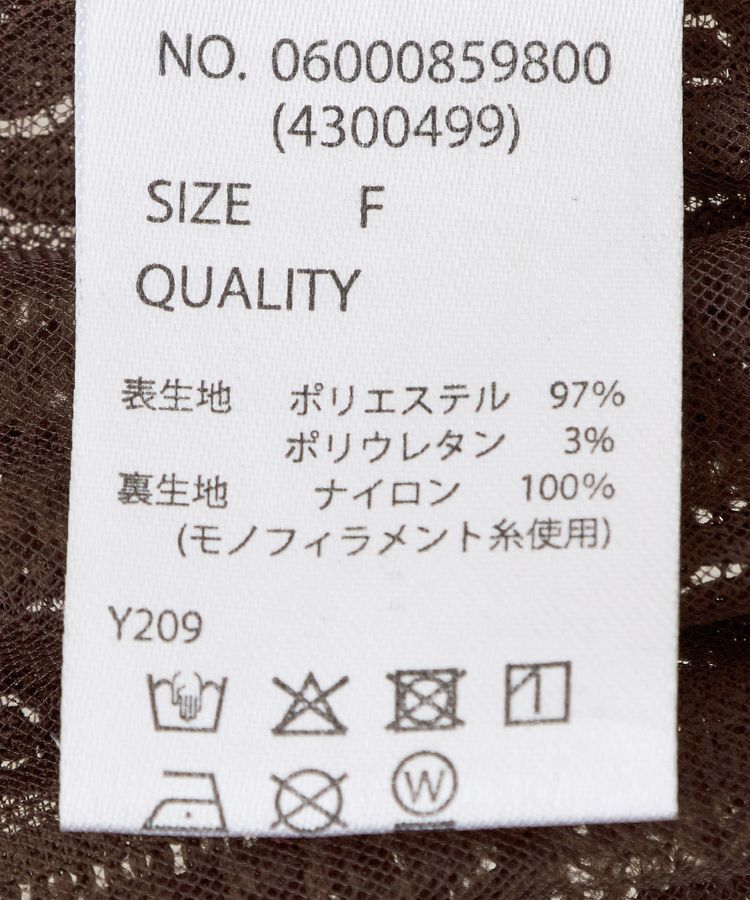 NO. 06000859800
(4300499)
SIZE F
QUALITY
表生地 ポリエステル 97%
ポリウレタン 3%
裏生地 ナイロン 100%
(モノフィラメント糸使用)
Y209
W